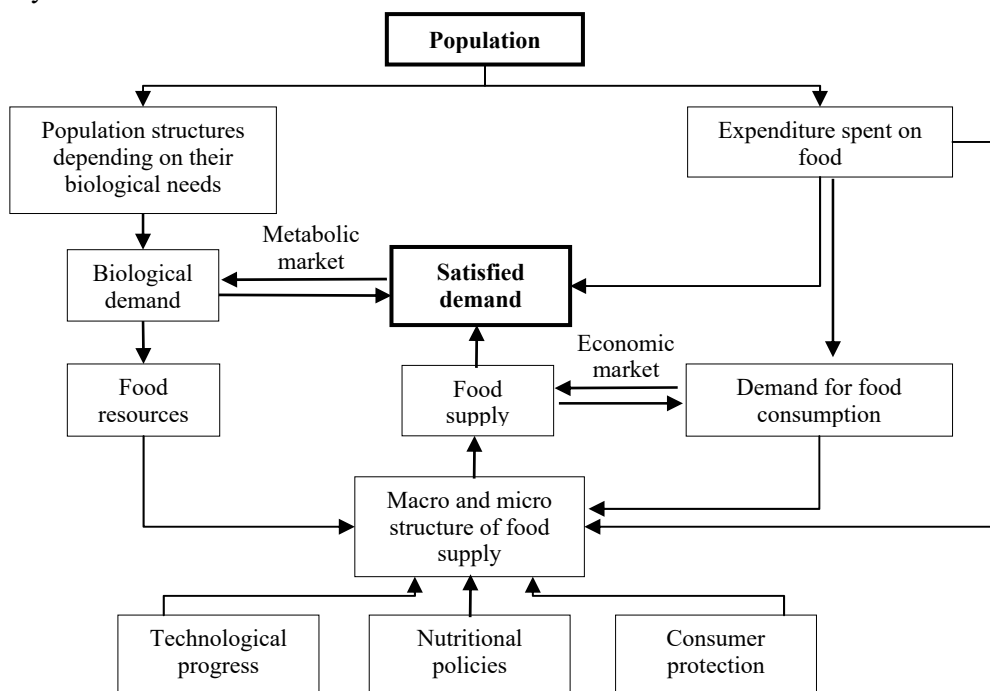 Population
Population structures
depending on their
biological needs
Expenditure spent on
food
Metabolic
market
Biological
demand
Satisfied
demand
Economic
market
Food
resources
Food
supply
Demand for food
consumption
Macro and micro
structure of food
supply
Technological
progress
Nutritional
policies
Consumer
protection